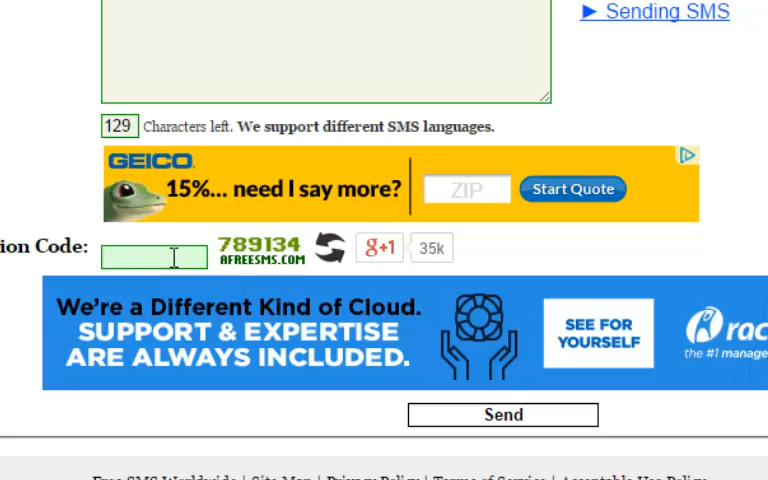 ► Sending SMS
129 Characters left. We support different SMS languages.
GEICO
15%... need I say more? ZIP Start Quote
ion Code: 789134 g+1 35k
AFREESMS.COM
We're a Different Kind of Cloud.
SUPPORT & EXPERTISE
ARE ALWAYS INCLUDED.
SEE FOR
YOURSELF
rac
the #1 manage
Send
Free SMS Worldwide | Site Map | Privacy Policy | Terms of Service | Acceptable Use Policy